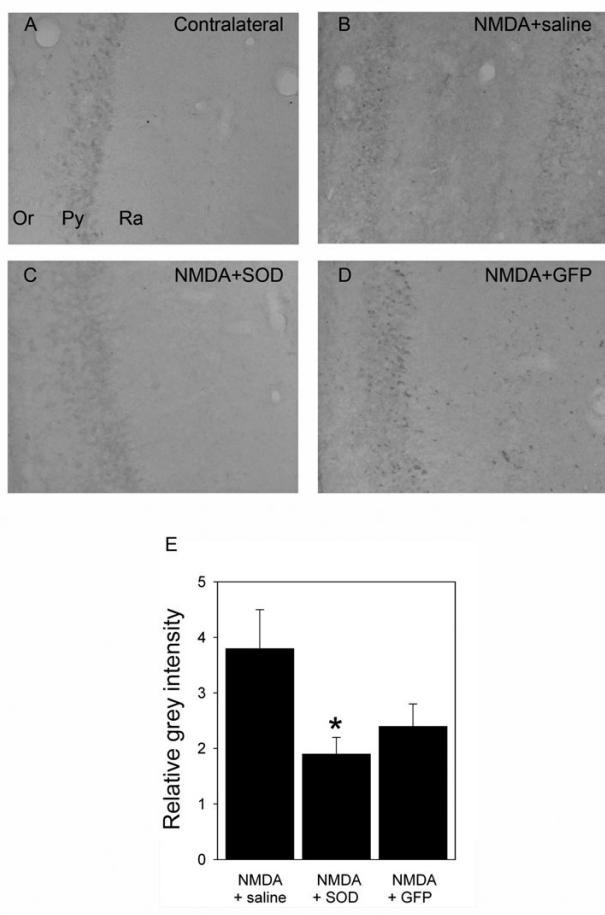 A
Contralateral
B
NMDA+saline
Or
Py
Ra
C
NMDA+SOD
D
NMDA+GFP
E
Relative grey intensity
5
4
3
2
1
0
*
NMDA
+ saline
NMDA
+ SOD
NMDA
+ GFP